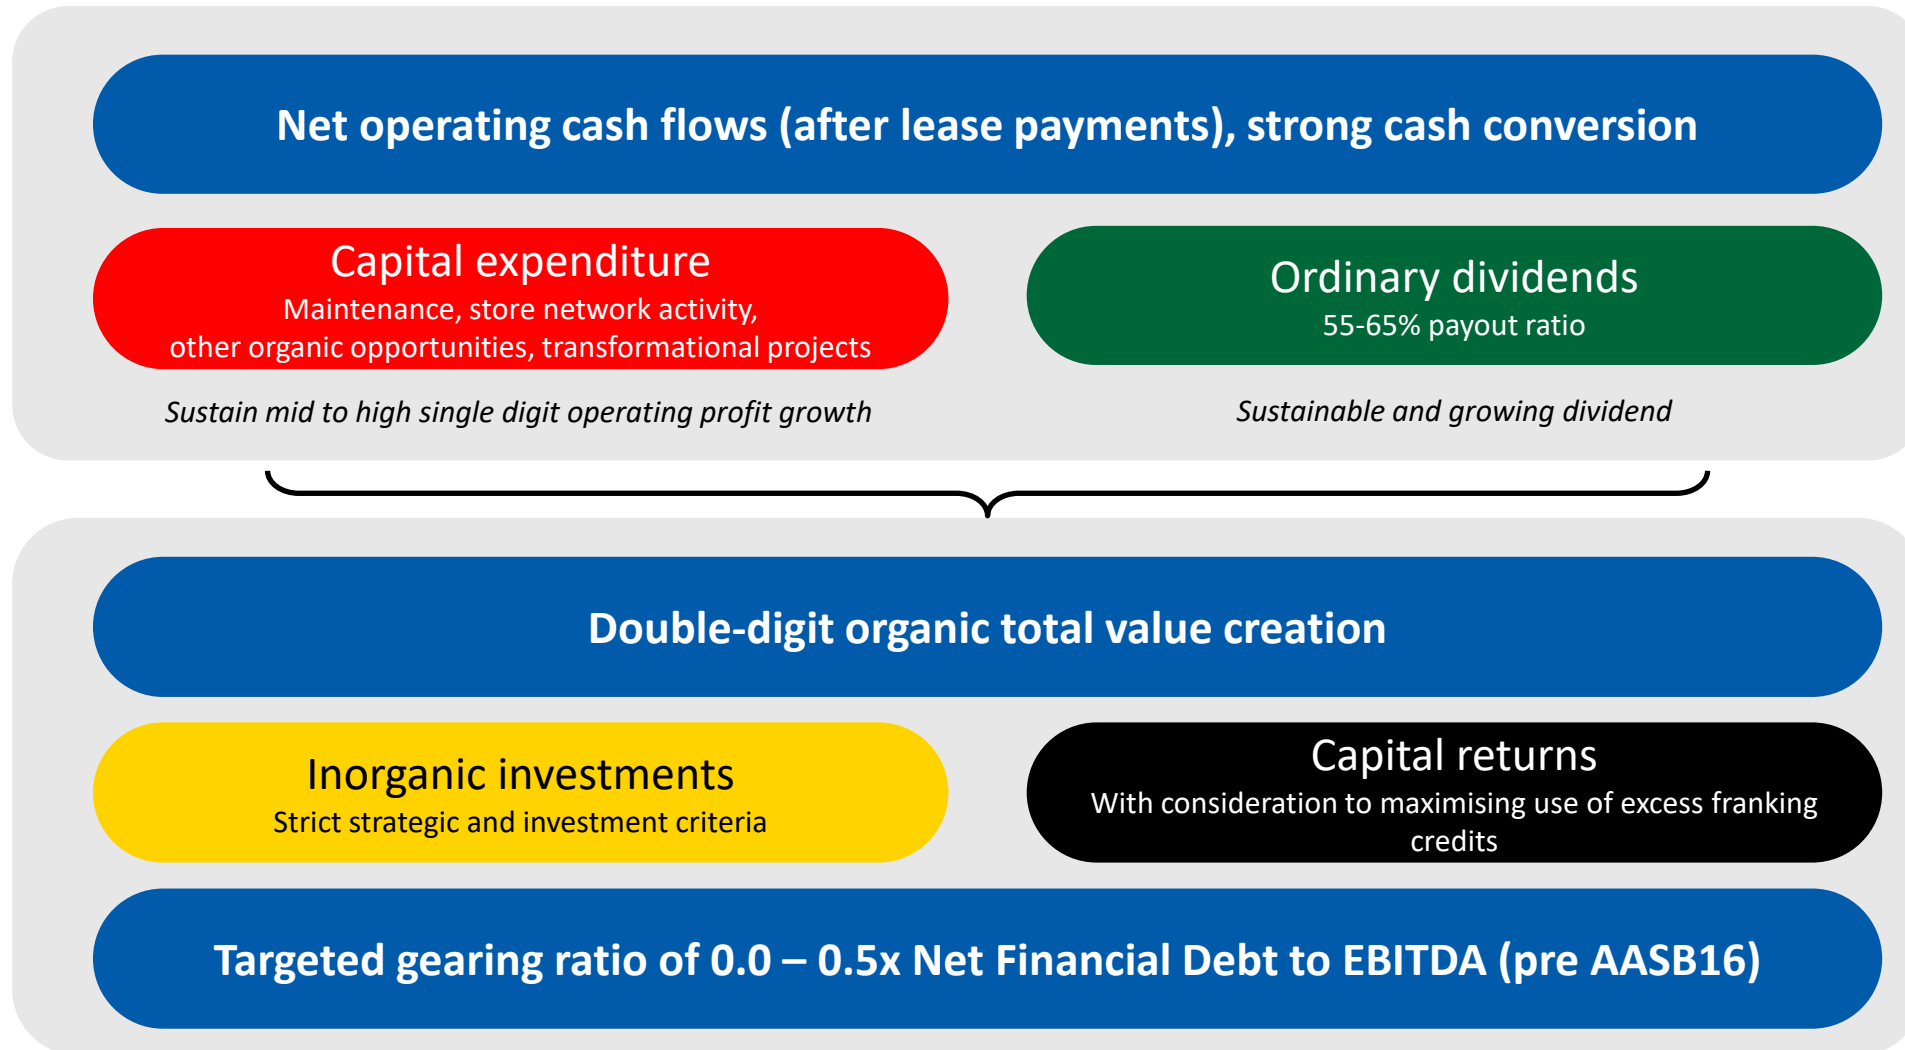 Net operating cash flows (after lease payments), strong cash conversion
Capital expenditure
Maintenance, store network activity,
other organic opportunities, transformational projects
Ordinary dividends
55-65% payout ratio
Sustain mid to high single digit operating profit growth
Sustainable and growing dividend
Double-digit organic total value creation
Inorganic investments
Strict strategic and investment criteria
Capital returns
With consideration to maximising use of excess franking
credits
Targeted gearing ratio of 0.0 – 0.5x Net Financial Debt to EBITDA (pre AASB16)